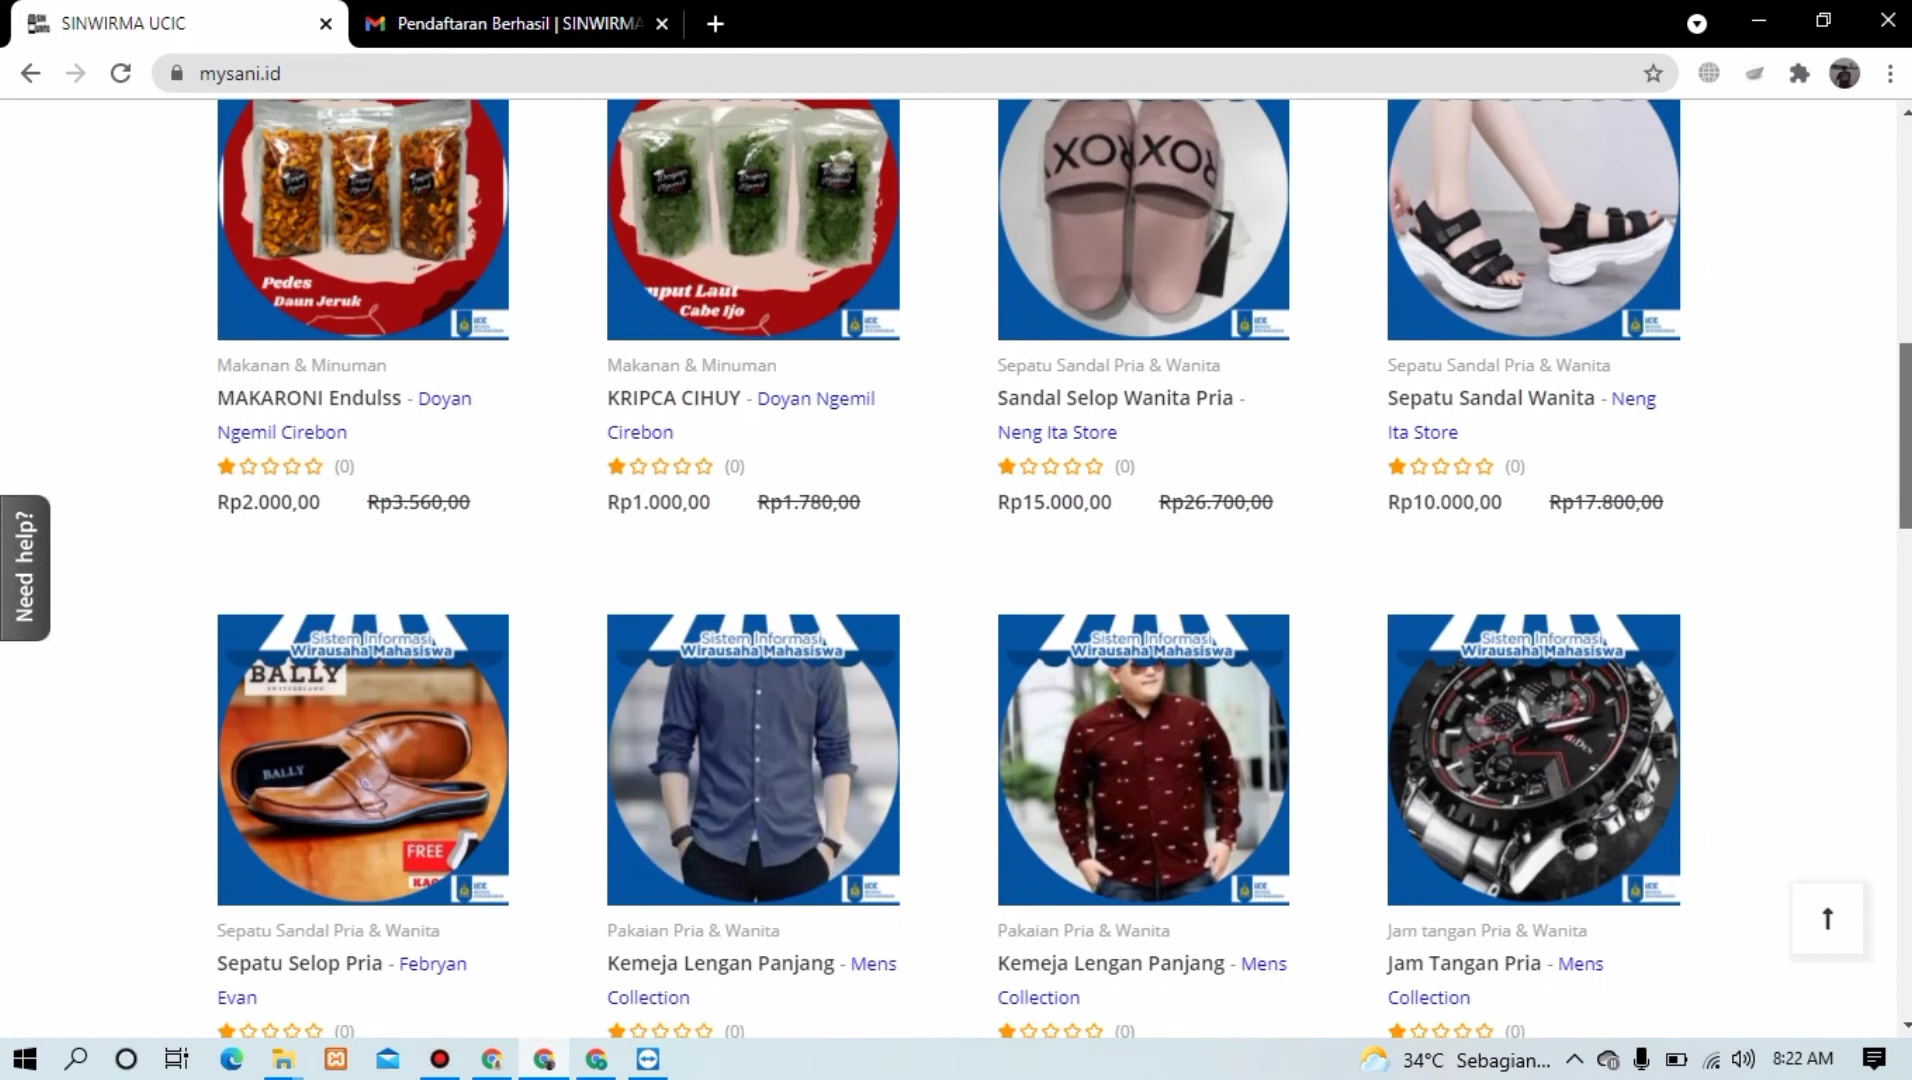 SINWIRMA UCIC
Pendaftaran Berhasil | SINWIRMA
mysani.id
Pedes
Daun Jeruk
mput Laut
Cabe Ijo
ROXY
ROX
Makanan & Minuman
Makanan & Minuman
Sepatu Sandal Pria & Wanita
Sepatu Sandal Pria & Wanita
MAKARONI Endulss - Doyan
Ngemil Cirebon
KRIPCA CIHUY - Doyan Ngemil
Cirebon
Sandal Selop Wanita Pria -
Neng Ita Store
Sepatu Sandal Wanita - Neng
Ita Store
(0)
(0)
(0)
(0)
Rp2.000,00 Rp3.560,00
Rp1.000,00 Rp1.780,00
Rp15.000,00 Rp26.700,00
Rp10.000,00 Rp17.800,00
Need help?
Sistem Informasi
Wirausaha Mahasiswa
BALLY
SWITZERLAND
BALLY
FREE
KAO
Sistem Informasi
Wirausaha Mahasiswa
Sistem Informasi
Wirausaha Mahasiswa
Sistem Informasi
Wirausaha Mahasiswa
Sepatu Sandal Pria & Wanita
Pakaian Pria & Wanita
Pakaian Pria & Wanita
Jam tangan Pria & Wanita
Sepatu Selop Pria - Febryan
Evan
Kemeja Lengan Panjang - Mens
Collection
Kemeja Lengan Panjang - Mens
Collection
Jam Tangan Pria - Mens
Collection
(0)
(0)
(0)
(0)
34°C Sebagian... 8:22 AM